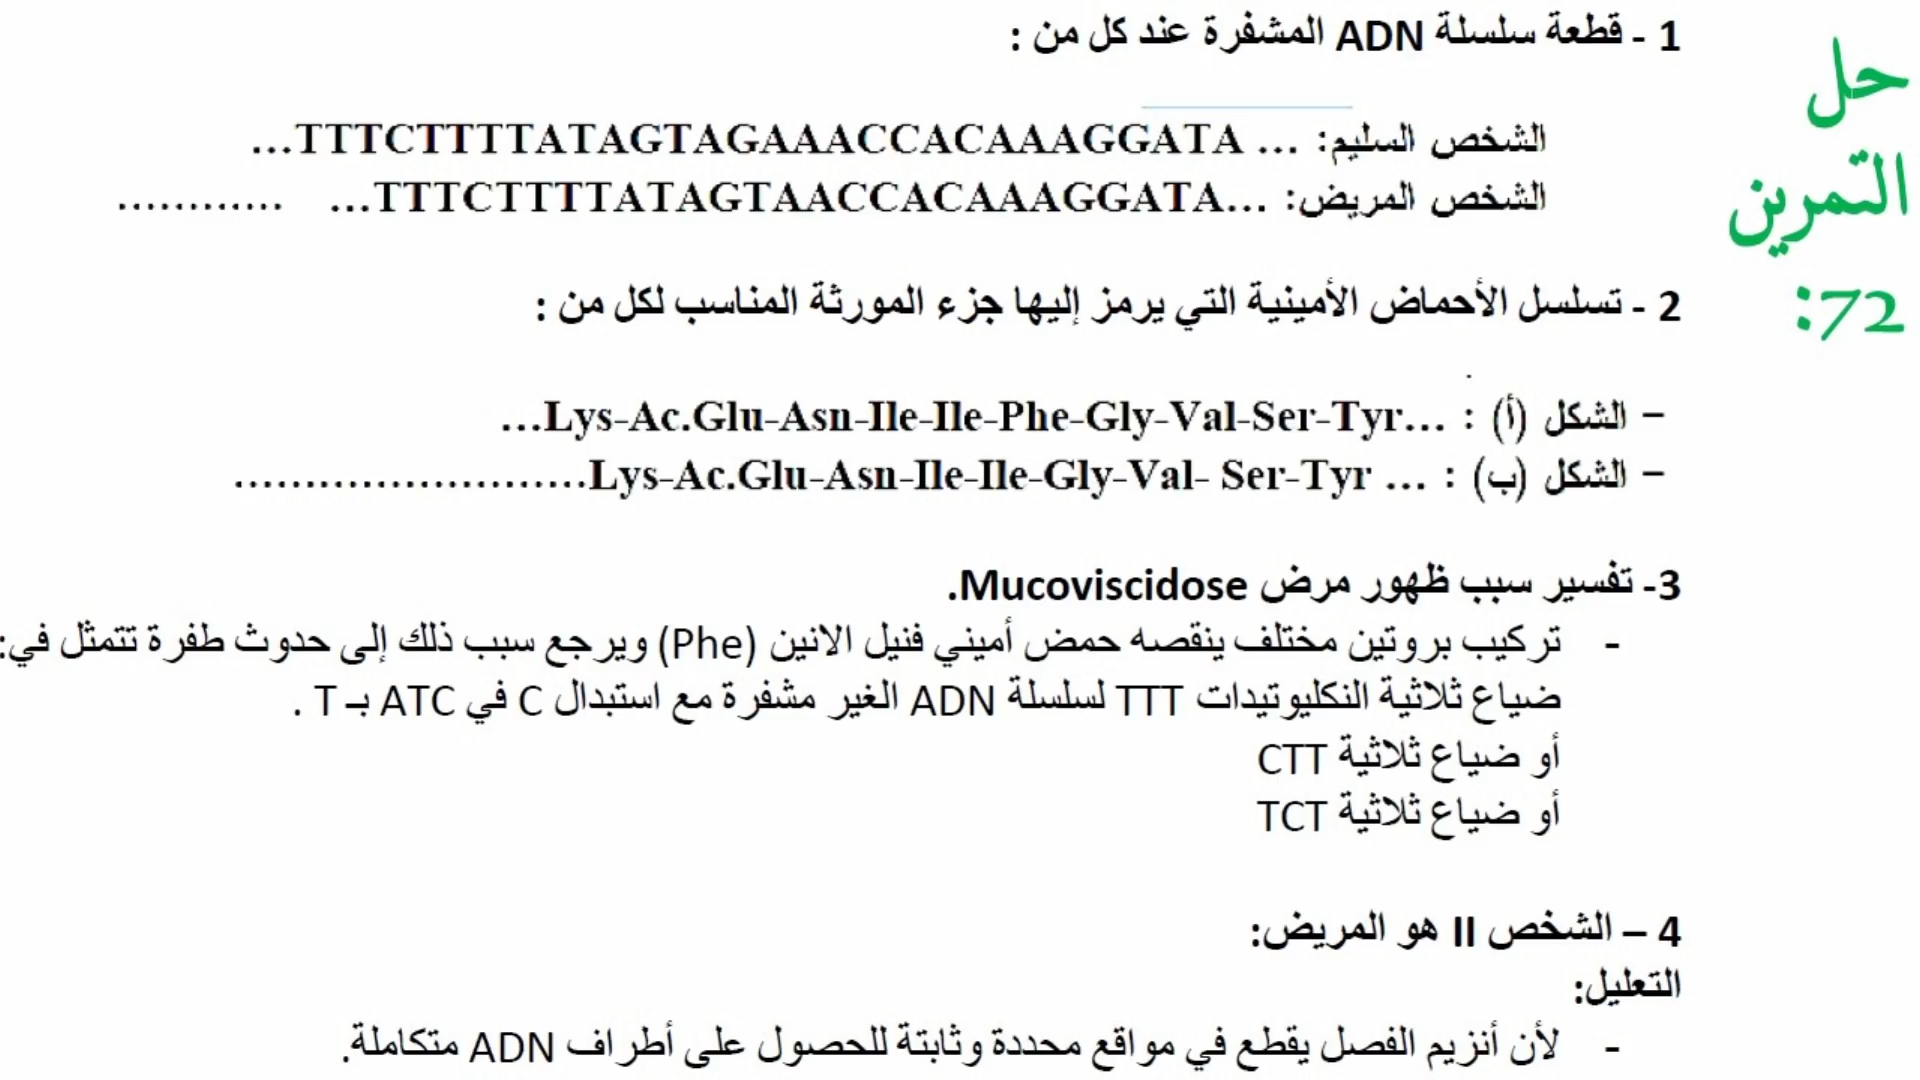 حل
التمرين
72:
1 - قطعة سلسلة ADN المشفرة عند كل من :
الشخص السليم: ... TTTCTTTTATAGTAGAAACCACAAAGGATA...
الشخص المريض: ...TTTCTTTTATAGTAACCACAAAGGATA... ............
2 - تسلسل الأحماض الأمينية التي يرمز إليها جزء المورثة المناسب لكل من :
– الشكل (أ) : ...Lys-Ac.Glu-Asn-Ile-Ile-Phe-Gly-Val-Ser-Tyr...
– الشكل (ب) : ... Lys-Ac.Glu-Asn-Ile-Ile-Gly-Val- Ser-Tyr.........................
3- تفسير سبب ظهور مرض Mucoviscidose.
- تركيب بروتين مختلف ينقصه حمض أميني فنيل الانين (Phe) ويرجع سبب ذلك إلى حدوث طفرة تتمثل في:
ضياع ثلاثية النكليوتيدات TTT لسلسلة ADN الغير مشفرة مع استبدال C في ATC بـ T .
أو ضياع ثلاثية CTT
أو ضياع ثلاثية TCT
4 – الشخص II هو المريض:
التعليل:
- لأن أنزيم الفصل يقطع في مواقع محددة وثابتة للحصول على أطراف ADN متكاملة.